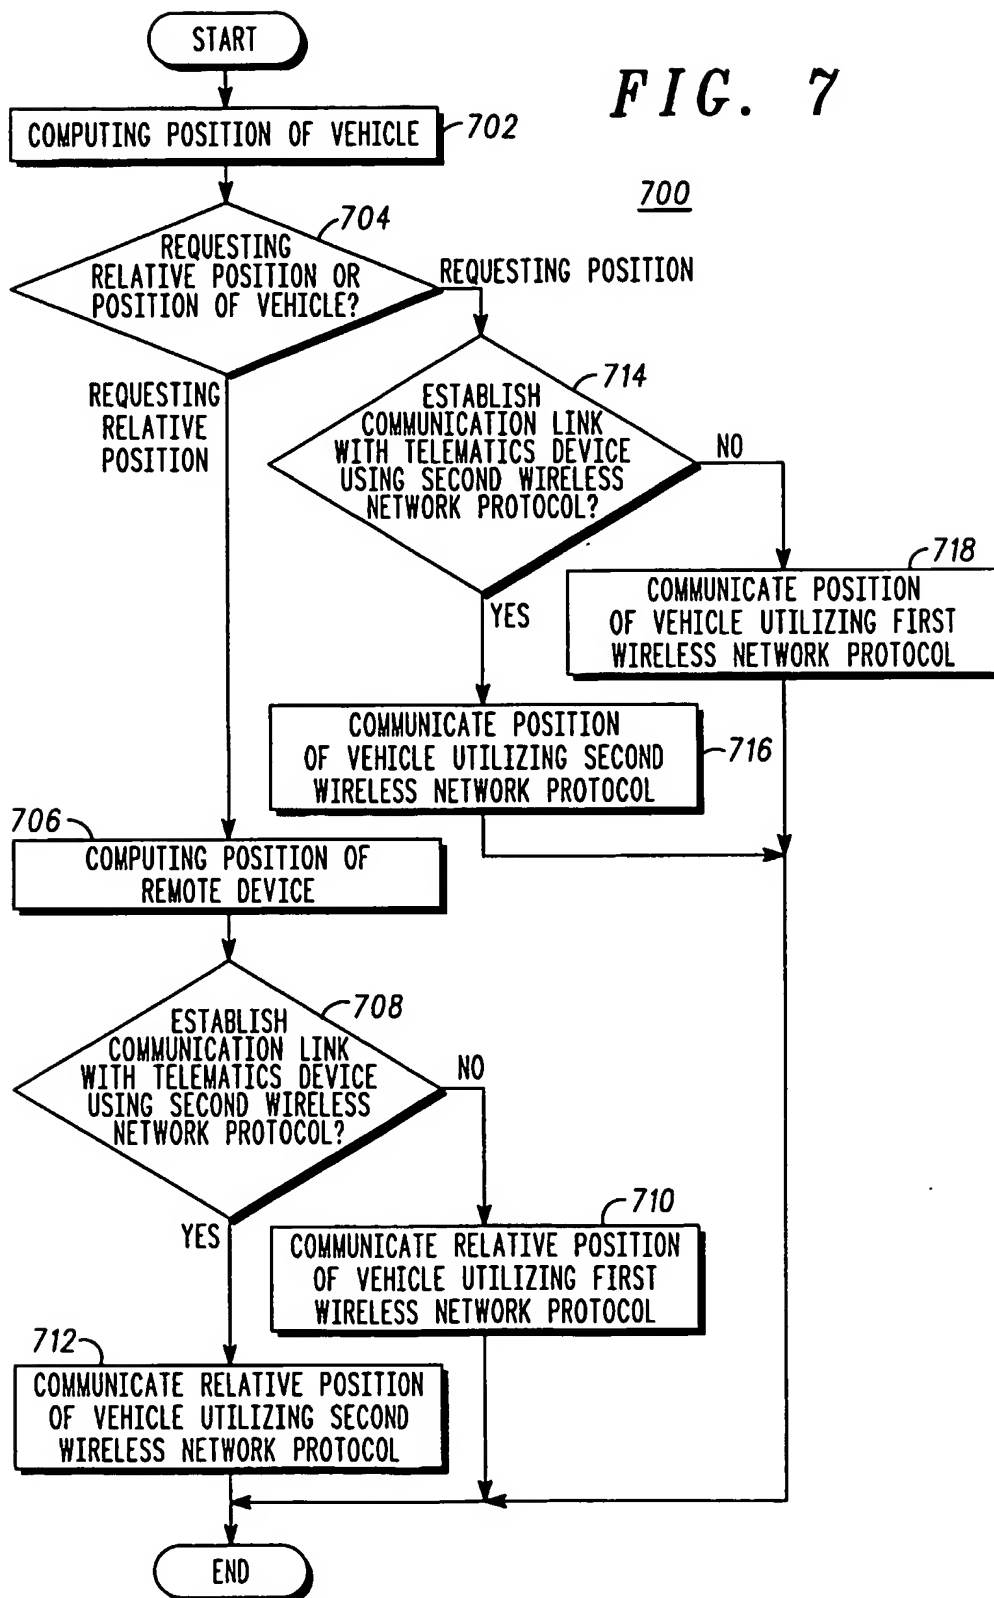 START
FIG. 7
COMPUTING POSITION OF VEHICLE
702
700
704
REQUESTING
RELATIVE POSITION OR
POSITION OF VEHICLE?
REQUESTING POSITION
REQUESTING
RELATIVE
POSITION
714
ESTABLISH
COMMUNICATION LINK
WITH TELEMATICS DEVICE
USING SECOND WIRELESS
NETWORK PROTOCOL?
NO
YES
718
COMMUNICATE POSITION
OF VEHICLE UTILIZING FIRST
WIRELESS NETWORK PROTOCOL
COMMUNICATE POSITION
OF VEHICLE UTILIZING SECOND
WIRELESS NETWORK PROTOCOL
716
706
COMPUTING POSITION OF
REMOTE DEVICE
708
ESTABLISH
COMMUNICATION LINK
WITH TELEMATICS DEVICE
USING SECOND WIRELESS
NETWORK PROTOCOL?
NO
YES
710
COMMUNICATE RELATIVE POSITION
OF VEHICLE UTILIZING FIRST
WIRELESS NETWORK PROTOCOL
712
COMMUNICATE RELATIVE POSITION
OF VEHICLE UTILIZING SECOND
WIRELESS NETWORK PROTOCOL
END